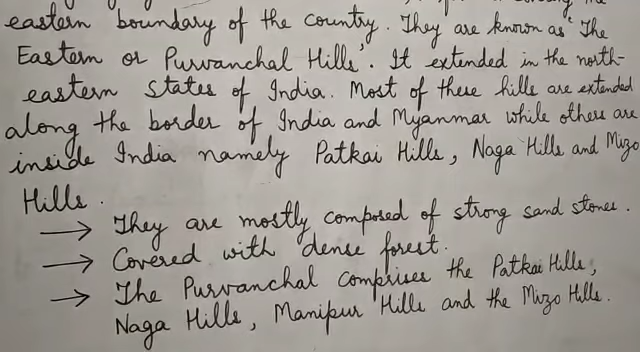 eastern boundary of the country. They are known as 'The
Eastern or Purvanchal Hills'. It extended in the north-
eastern States of India. Most of these hills are extended
along the border of India and Myanmar while others are
inside India namely Patkai Hills, Naga Hills and Mizo
Hills.
→ They are mostly composed of strong sand stones.
→ Covered with dense forest.
→ The Purvanchal comprises the Patkai Hills,
Naga Hills, Manipur Hills and the Mizo Hills.